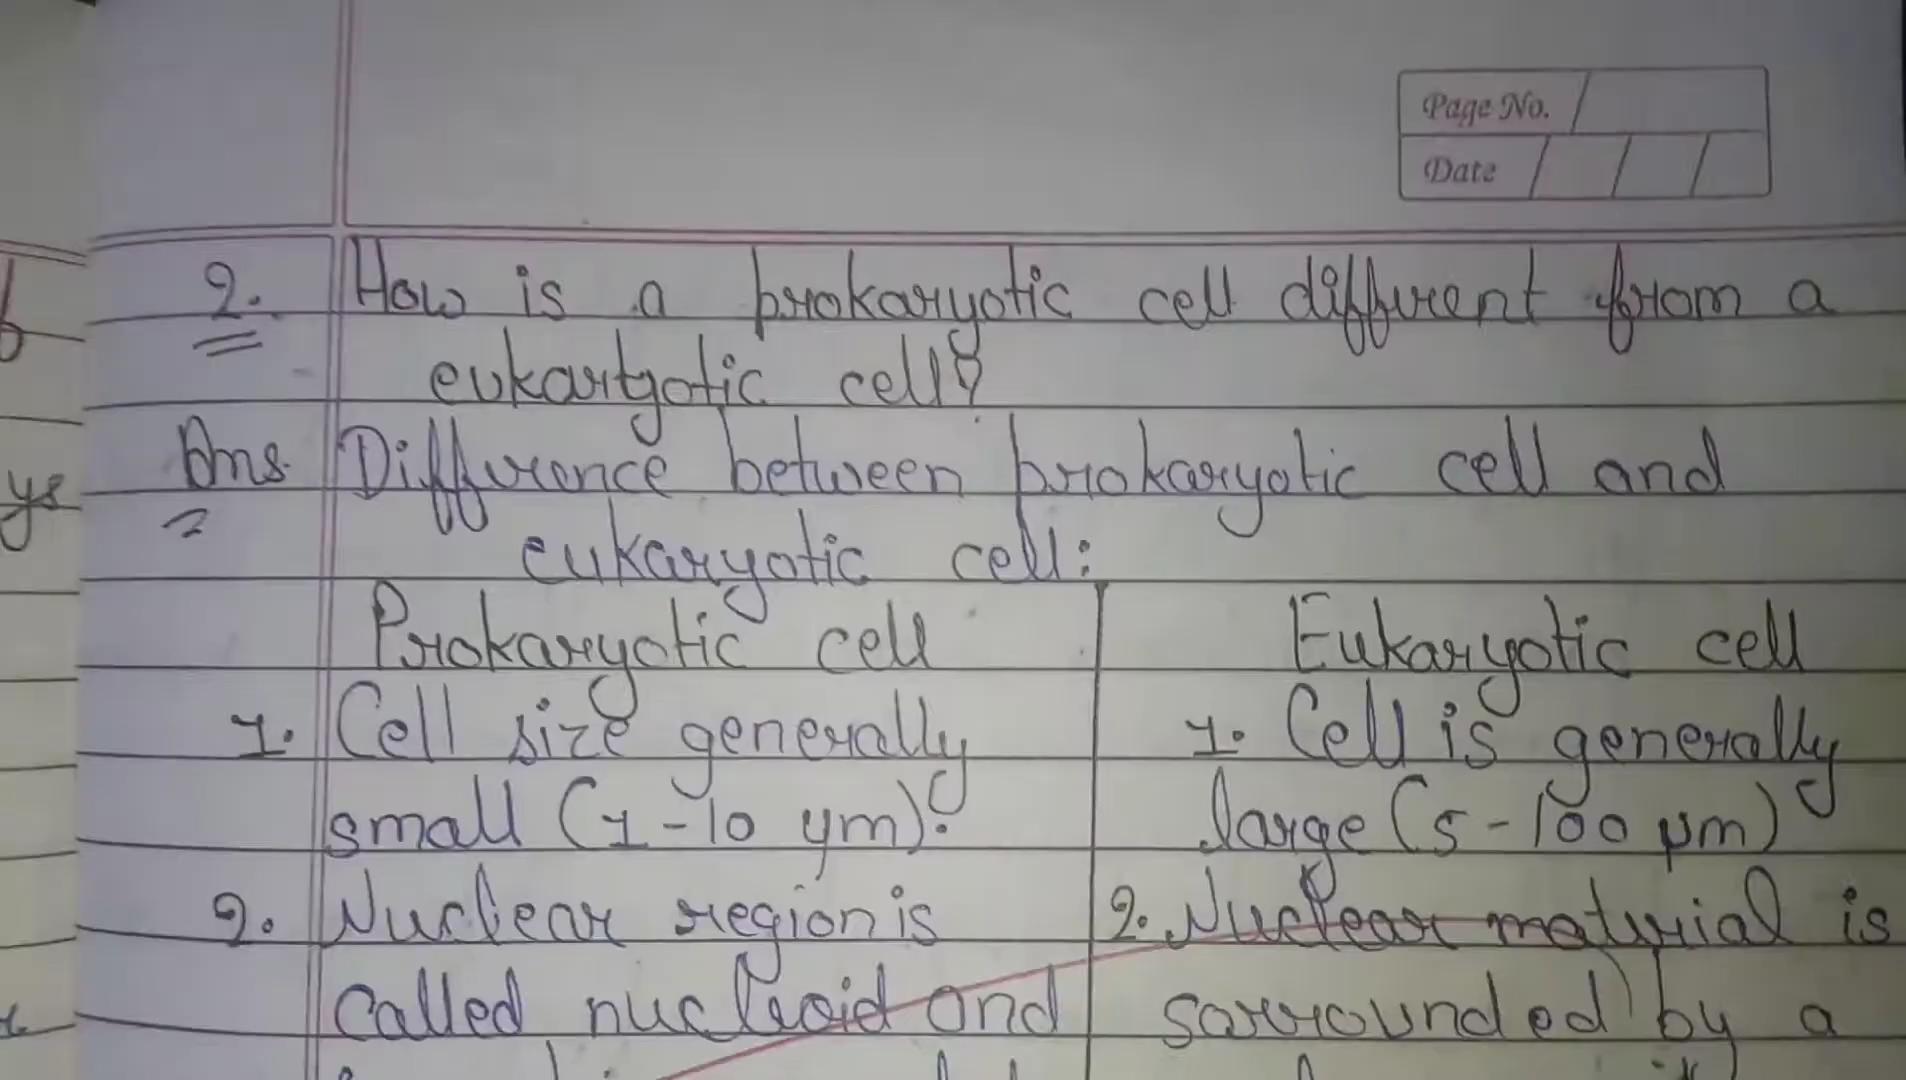 Page No.
Date
2. How is a prokaryotic cell different from a
eukartyotic cell?
Ans. Difference between prokaryotic cell and
eukaryotic cell:
Prokaryotic cell
Eukaryotic cell
1. Cell size generally
small (1-10 ym).
2. Nuclear region is
called nucleoid and
1. Cell is generally
large (5-100 µm)
2. Nuclear material is
sorrounded by a
ys